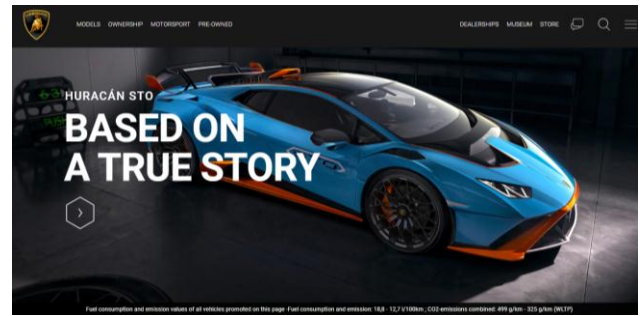 MODELS OWNERSHIP MOTORSPORT PRE-OWNED DEALERSHIPS MUSEUM STORE
HURACÁN STO
BASED ON
A TRUE STORY
Fuel consumption and emission values of all vehicles promoted on this page -Fuel consumption and emission: 18,8 - 12,7 l/100km ; CO2-emissions combined: 499 g/km - 325 g/km (WLTP)